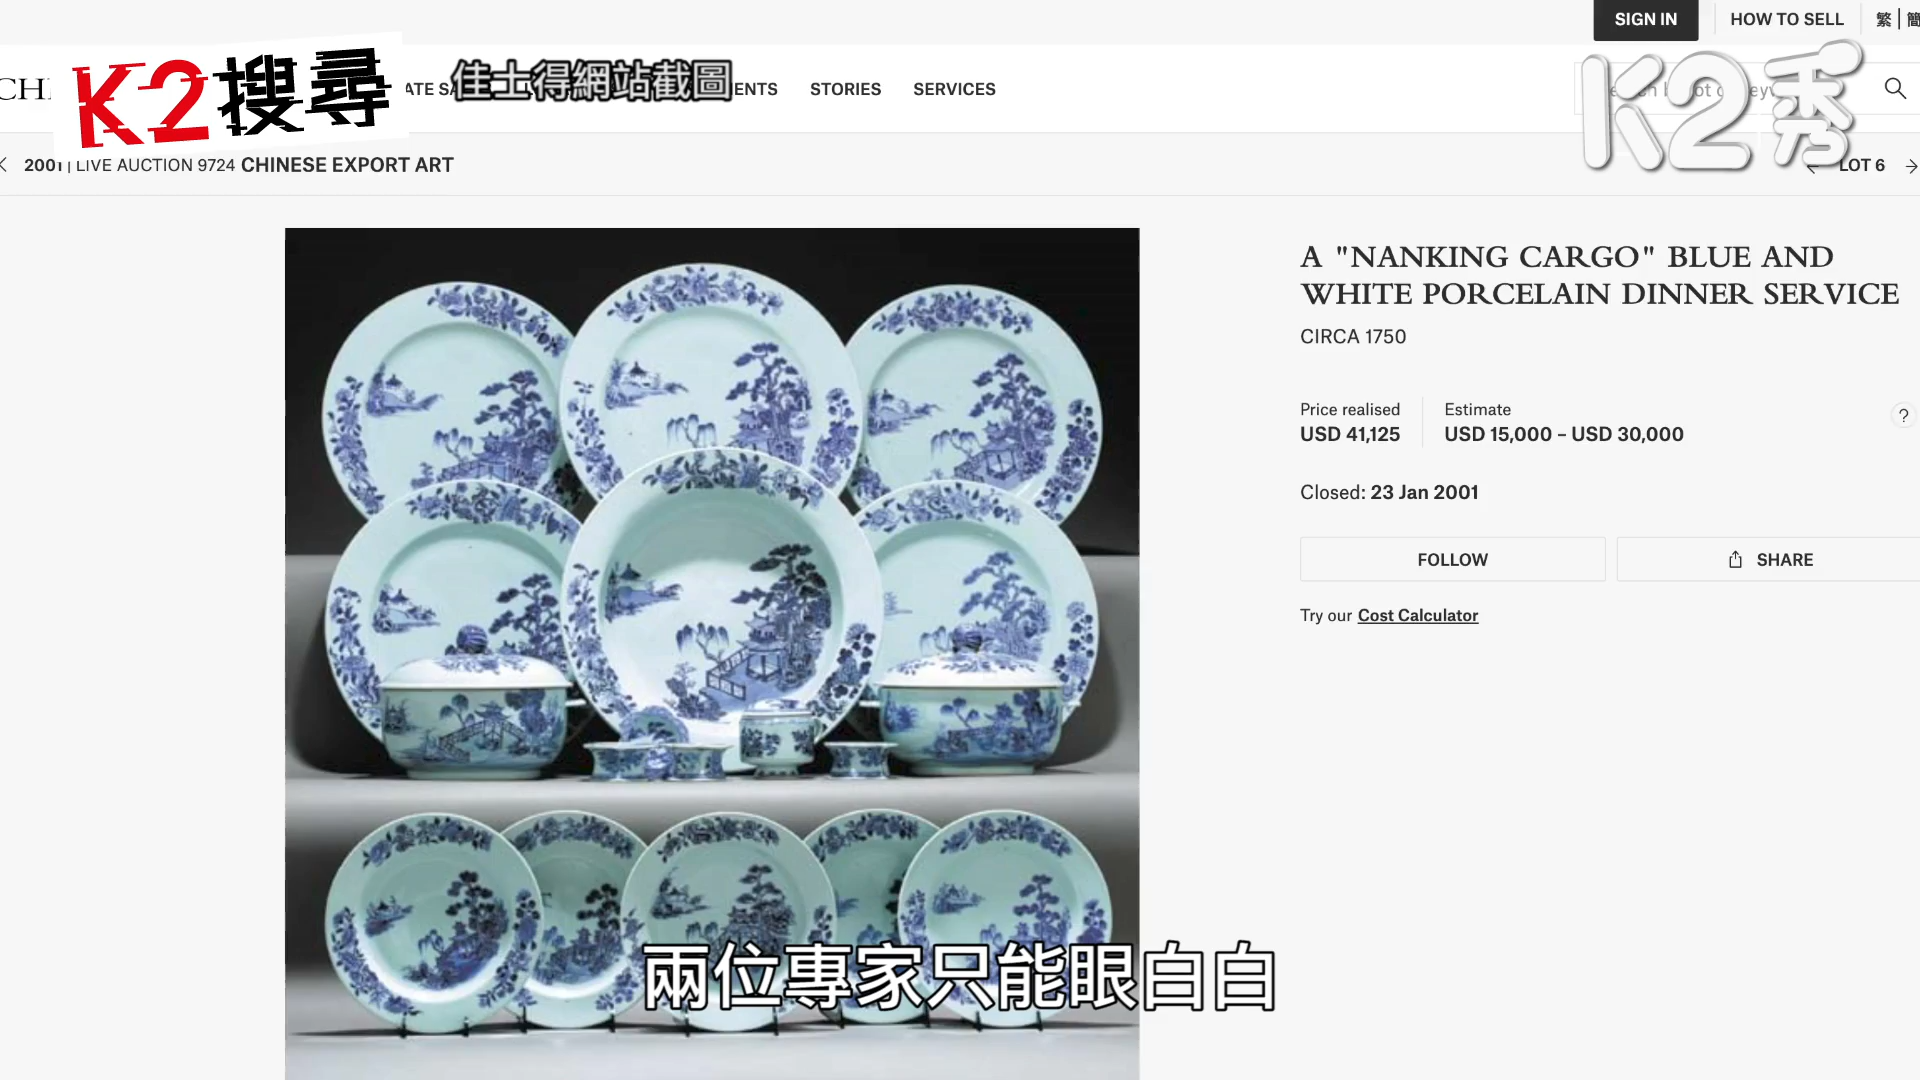 SIGN IN
HOW TO SELL
繁 | 簡
K2搜尋
佳士得網站截圖
STORIES
SERVICES
K2秀
2001 | LIVE AUCTION 9724 CHINESE EXPORT ART
LOT 6
A "NANKING CARGO" BLUE AND
WHITE PORCELAIN DINNER SERVICE
CIRCA 1750
Price realised
USD 41,125
Estimate
USD 15,000 – USD 30,000
?
Closed: 23 Jan 2001
FOLLOW
SHARE
Try our Cost Calculator
兩位專家只能眼白白